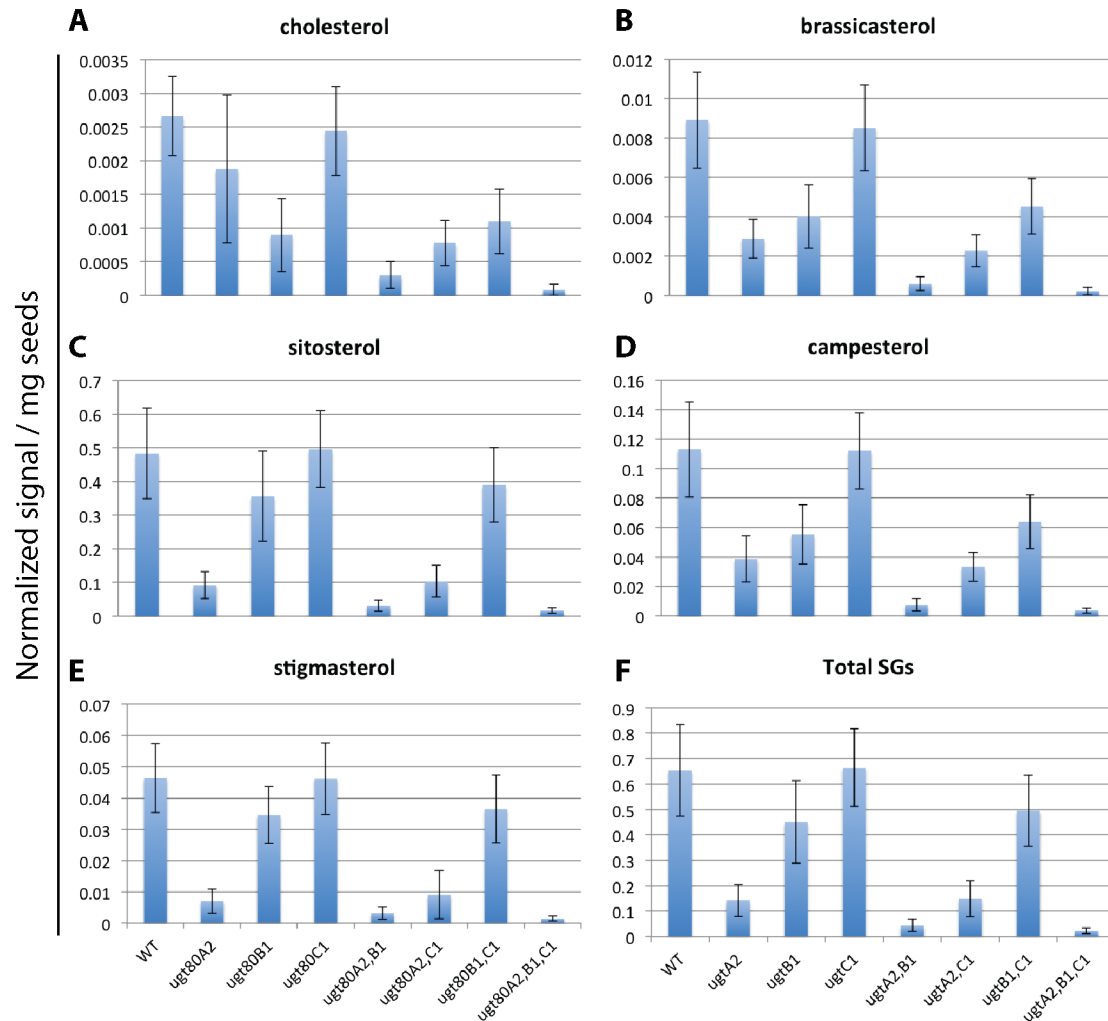 A
cholesterol
0.0035
0.003
0.0025
0.002
0.0015
0.001
0.0005
0
B
brassicasterol
0.012
0.01
0.008
0.006
0.004
0.002
0
C
sitosterol
0.7
0.6
0.5
0.4
0.3
0.2
0.1
0
D
campesterol
0.16
0.14
0.12
0.1
0.08
0.06
0.04
0.02
0
E
stigmasterol
0.07
0.06
0.05
0.04
0.03
0.02
0.01
0
WT
ugt80A2
ugt80B1
ugt80C1
ugt80A2,B1
ugt80A2,C1
ugt80B1,C1
ugt80A2,B1,C1
F
Total SGs
0.9
0.8
0.7
0.6
0.5
0.4
0.3
0.2
0.1
0
WT
ugtA2
ugtB1
ugtC1
ugtA2,B1
ugtA2,C1
ugtB1,C1
ugtA2,B1,C1
Normalized signal / mg seeds